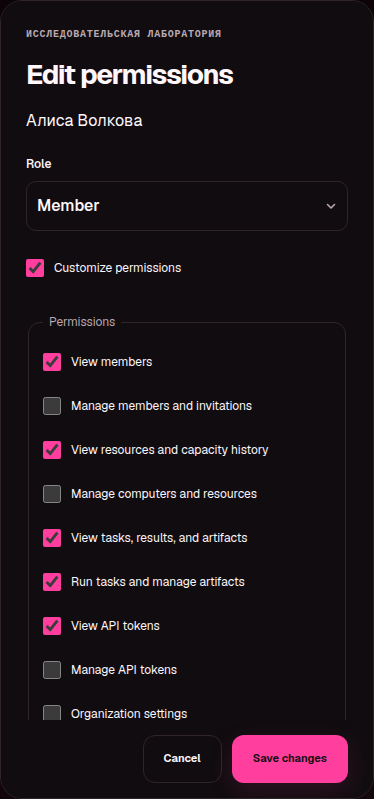 ИССЛЕДОВАТЕЛЬСКАЯ ЛАБОРАТОРИЯ
Edit permissions
Алиса Волкова
Role
Member
Customize permissions
Permissions
View members
Manage members and invitations
View resources and capacity history
Manage computers and resources
View tasks, results, and artifacts
Run tasks and manage artifacts
View API tokens
Manage API tokens
Organization settings
Cancel
Save changes